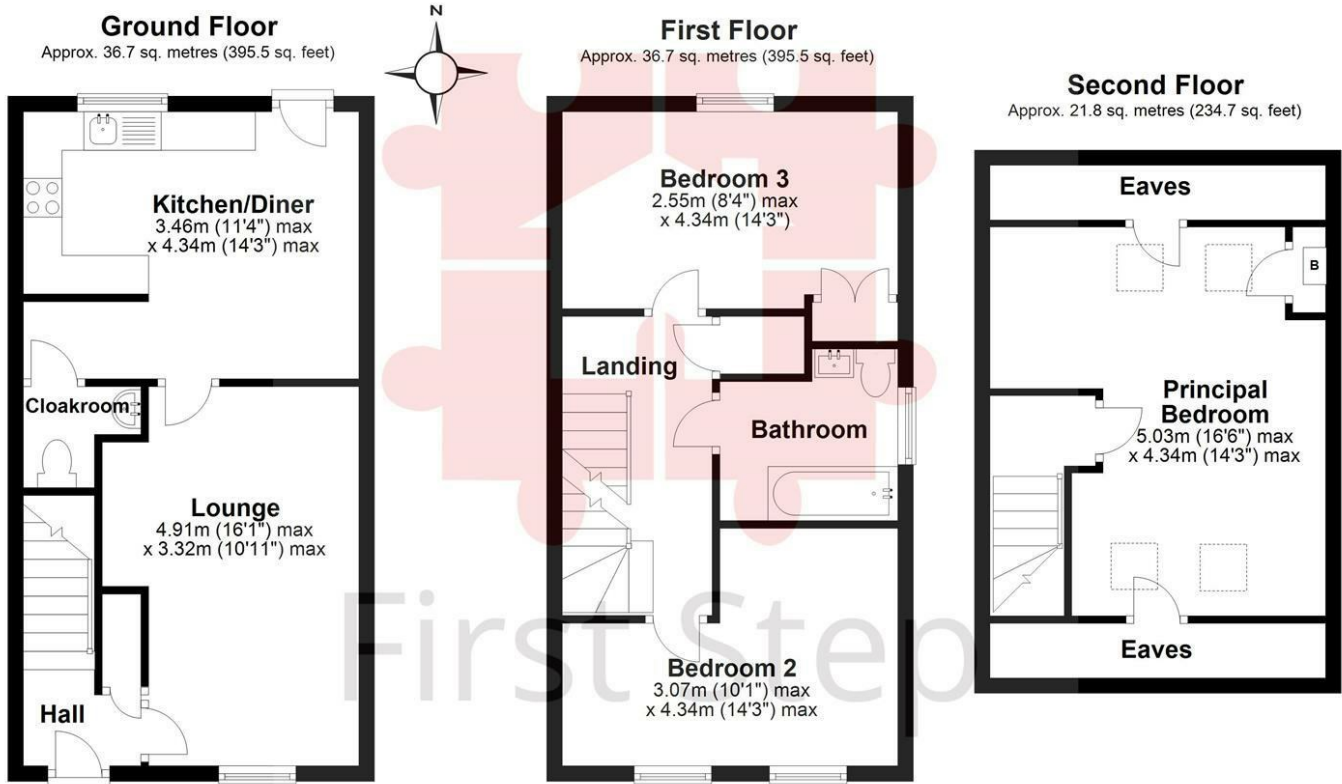 Ground Floor
Approx. 36.7 sq. metres (395.5 sq. feet)
N
Kitchen/Diner
3.46m (11'4") max
x 4.34m (14'3") max
Cloakroom
Lounge
4.91m (16'1") max
x 3.32m (10'11") max
Hall
First Floor
Approx. 36.7 sq. metres (395.5 sq. feet)
Bedroom 3
2.55m (8'4") max
x 4.34m (14'3")
Landing
Bathroom
Bedroom 2
3.07m (10'1") max
x 4.34m (14'3") max
Second Floor
Approx. 21.8 sq. metres (234.7 sq. feet)
Eaves
B
Principal
Bedroom
5.03m (16'6") max
x 4.34m (14'3") max
Eaves
First Step